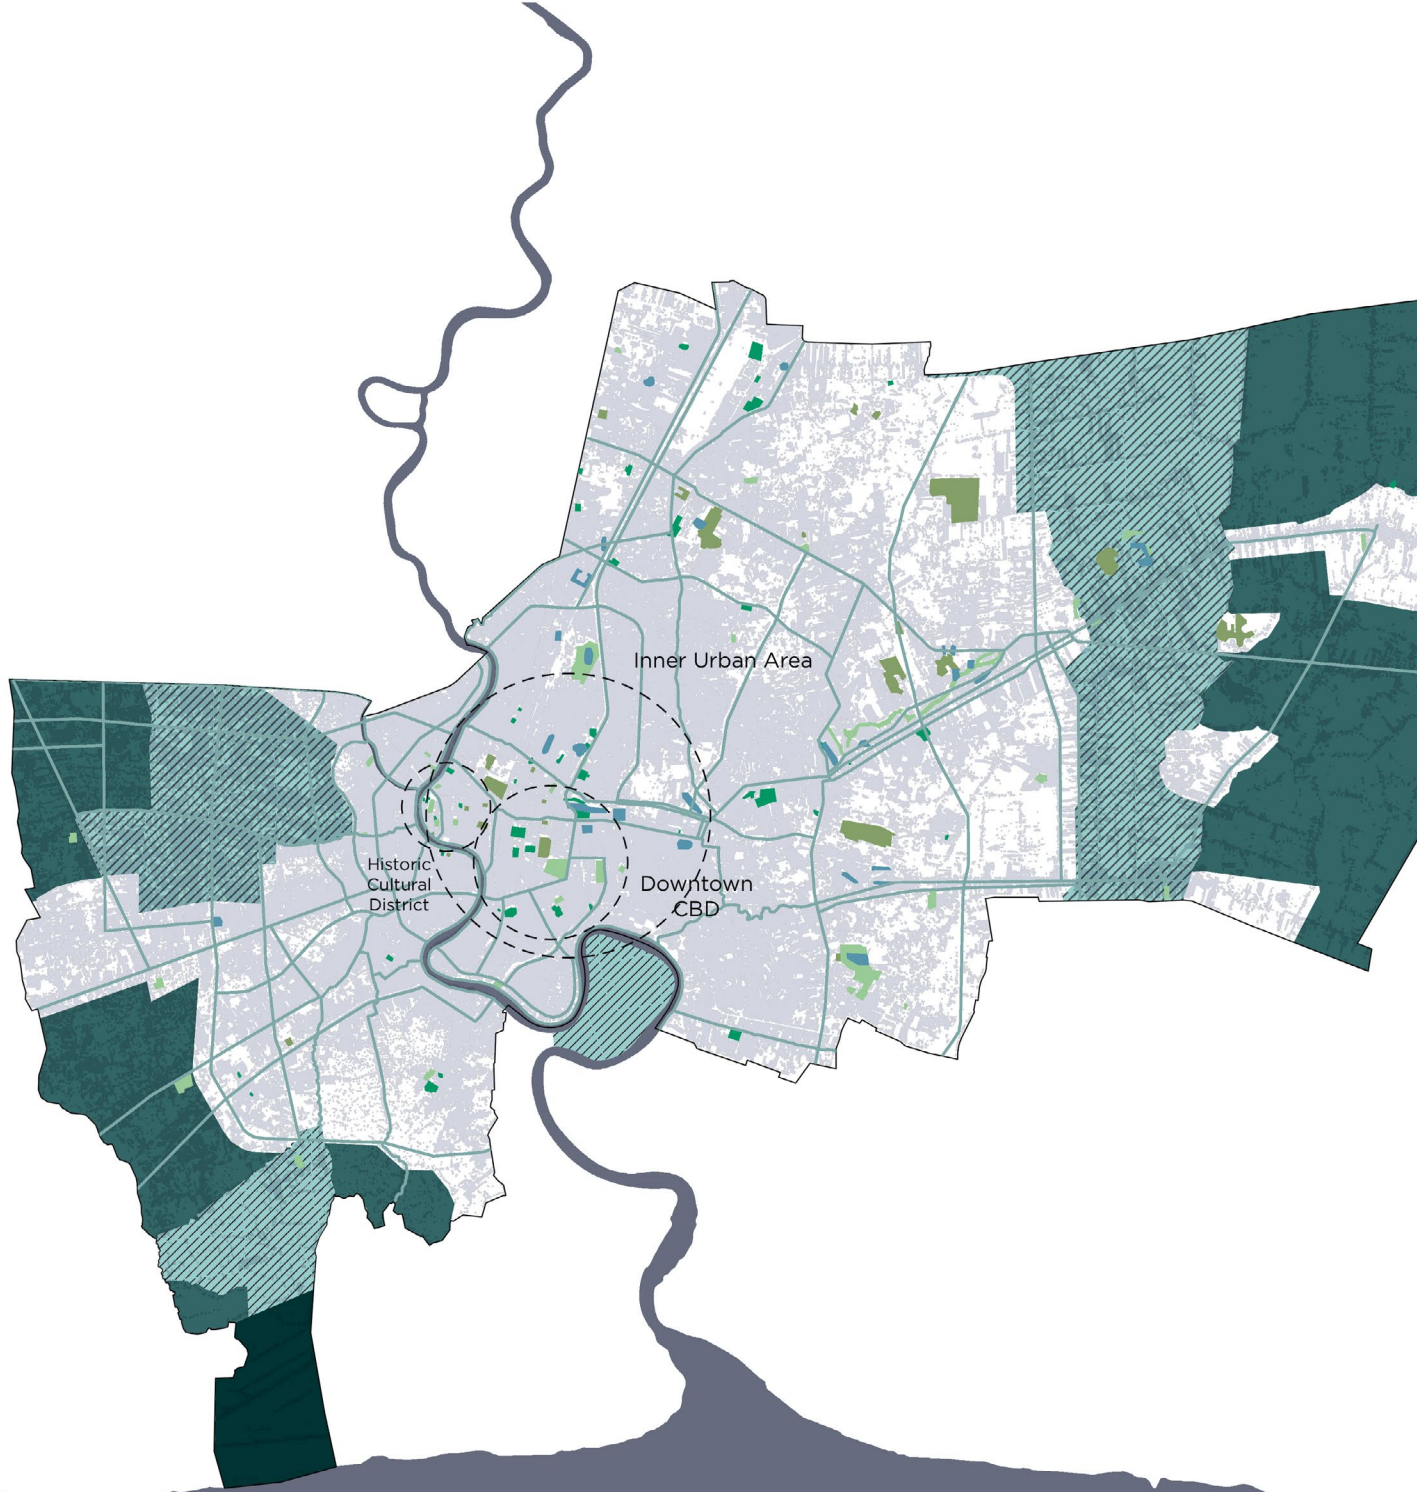 Inner Urban Area
Historic
Cultural
District
Downtown
CBD